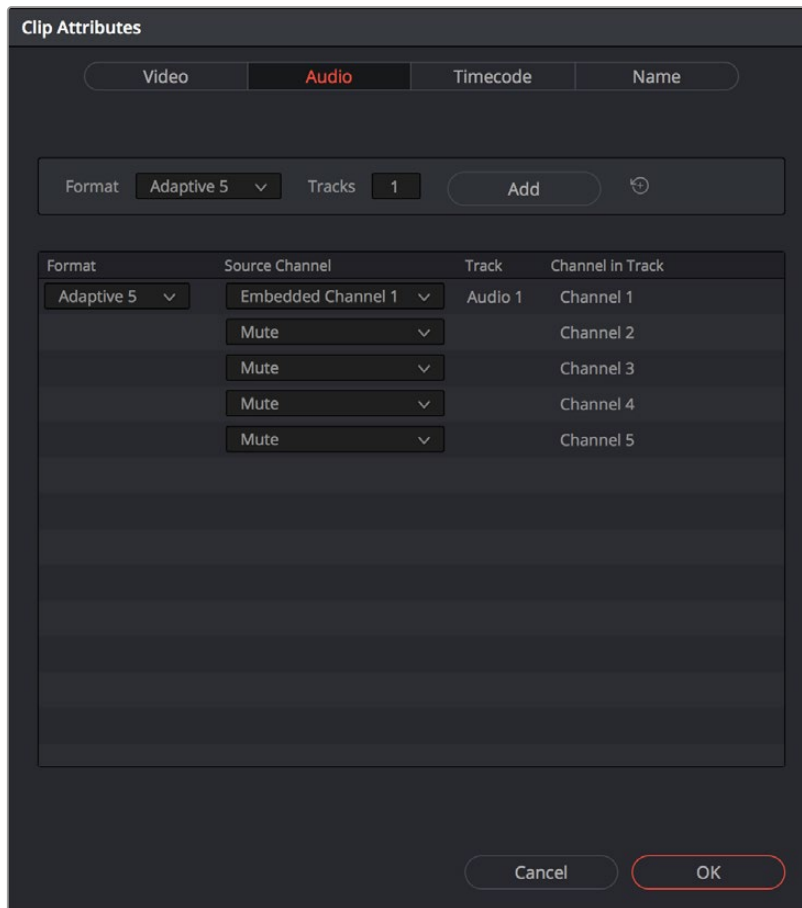 Clip Attributes
Video Audio Timecode Name
Format Adaptive 5 Tracks 1 Add
Format Source Channel Track Channel in Track
Adaptive 5 Embedded Channel 1 Audio 1 Channel 1
Mute Channel 2
Mute Channel 3
Mute Channel 4
Mute Channel 5
Cancel OK